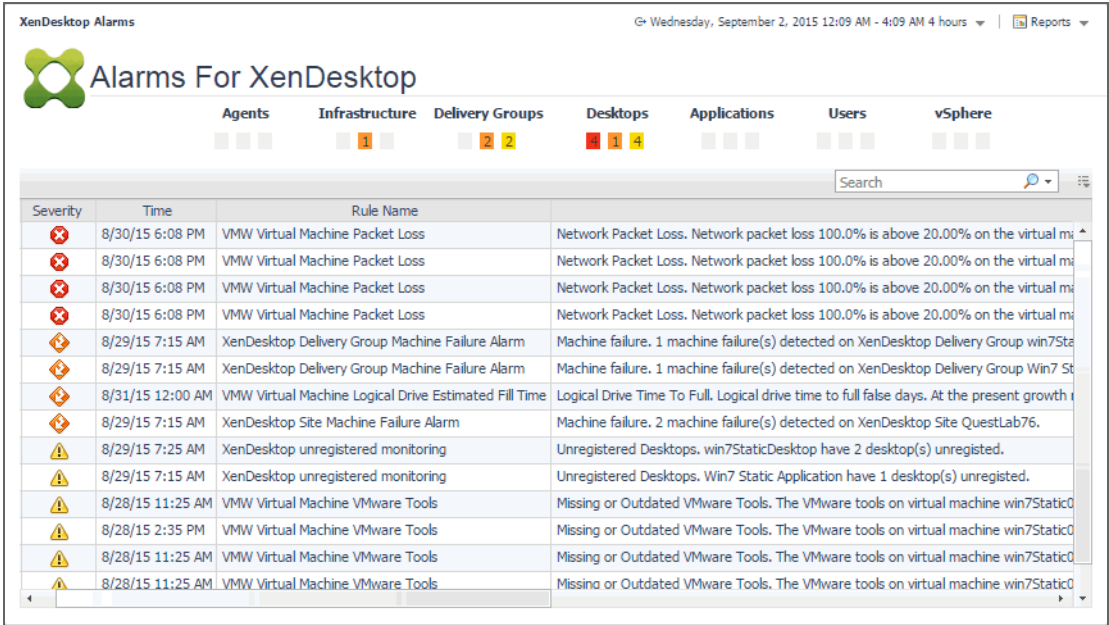 XenDesktop Alarms
Wednesday, September 2, 2015 12:09 AM - 4:09 AM 4 hours Reports
Alarms For XenDesktop
Agents Infrastructure Delivery Groups Desktops Applications Users vSphere
1 2 2 4 1 4
Search
Severity Time Rule Name
8/30/15 6:08 PM VMW Virtual Machine Packet Loss Network Packet Loss. Network packet loss 100.0% is above 20.00% on the virtual
8/30/15 6:08 PM VMW Virtual Machine Packet Loss Network Packet Loss. Network packet loss 100.0% is above 20.00% on the virtual
8/30/15 6:08 PM VMW Virtual Machine Packet Loss Network Packet Loss. Network packet loss 100.0% is above 20.00% on the virtual
8/30/15 6:08 PM VMW Virtual Machine Packet Loss Network Packet Loss. Network packet loss 100.0% is above 20.00% on the virtual
8/29/15 7:15 AM XenDesktop Delivery Group Machine Failure Alarm Machine failure. 1 machine failure(s) detected on XenDesktop Delivery Group win7Sta
8/29/15 7:15 AM XenDesktop Delivery Group Machine Failure Alarm Machine failure. 1 machine failure(s) detected on XenDesktop Delivery Group Win7 St
8/31/15 12:00 AM VMW Virtual Machine Logical Drive Estimated Fill Time Logical Drive Time To Full. Logical drive time to full false days. At the present growth
8/29/15 7:15 AM XenDesktop Site Machine Failure Alarm Machine failure. 2 machine failure(s) detected on XenDesktop Site QuestLab76.
8/29/15 7:25 AM XenDesktop unregistered monitoring Unregistered Desktops. win7StaticDesktop have 2 desktop(s) unregisted.
8/29/15 7:15 AM XenDesktop unregistered monitoring Unregistered Desktops. Win7 Static Application have 1 desktop(s) unregisted.
8/28/15 11:25 AM VMW Virtual Machine VMware Tools Missing or Outdated VMware Tools. The VMware tools on virtual machine win7Static0
8/28/15 2:35 PM VMW Virtual Machine VMware Tools Missing or Outdated VMware Tools. The VMware tools on virtual machine win7Static0
8/28/15 11:25 AM VMW Virtual Machine VMware Tools Missing or Outdated VMware Tools. The VMware tools on virtual machine win7Static0
8/28/15 11:25 AM VMW Virtual Machine VMware Tools Missing or Outdated VMware Tools. The VMware tools on virtual machine win7Static0